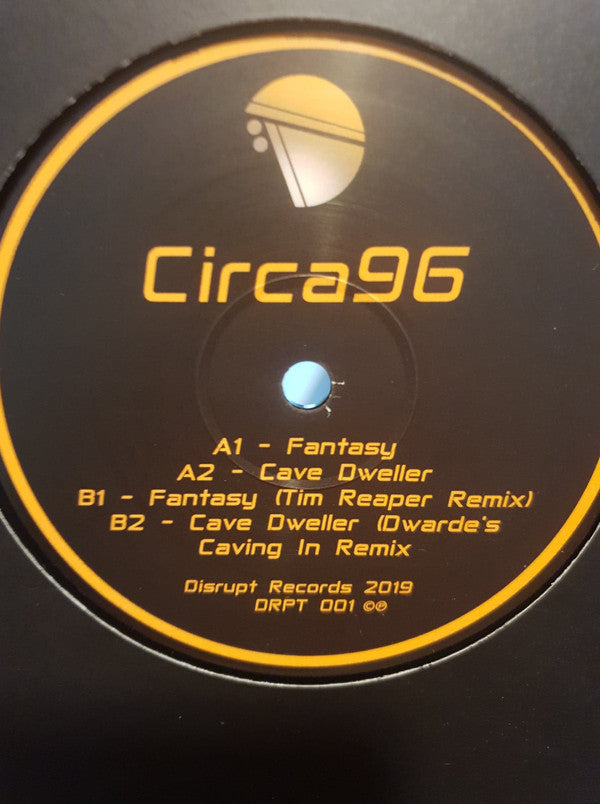 Circa96
A1 - Fantasy
A2 - Cave Dweller
B1 - Fantasy (Tim Reaper Remix)
B2 - Cave Dweller (Dwarde's
Caving In Remix
Disrupt Records 2019
DRPT 001 ©℗